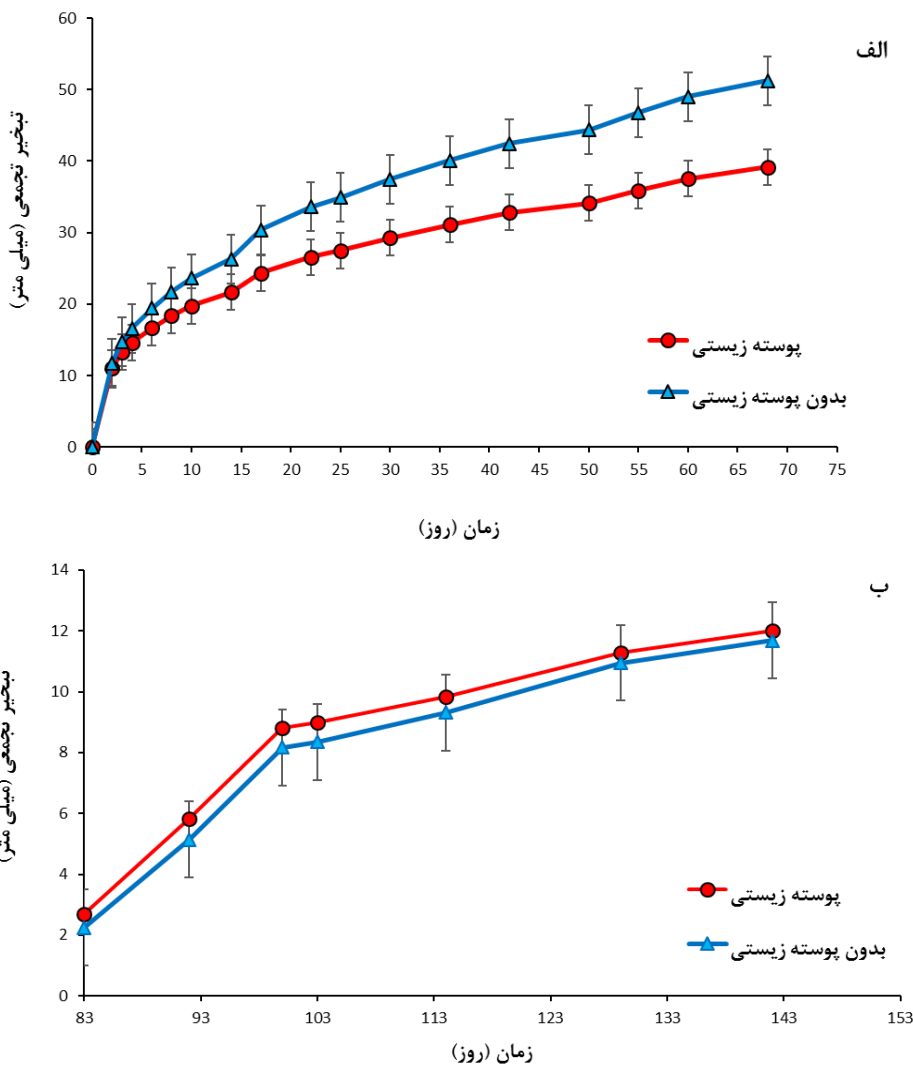 الف
تبخیر تجمعی (میلی متر)
60
50
40
30
20
10
0
0 5 10 15 20 25 30 35 40 45 50 55 60 65 70 75
پوسته زیستی
بدون پوسته زیستی
زمان (روز)
ب
تبخیر تجمعی (میلی متر)
14
12
10
8
6
4
2
0
83 93 103 113 123 133 143 153
پوسته زیستی
بدون پوسته زیستی
زمان (روز)